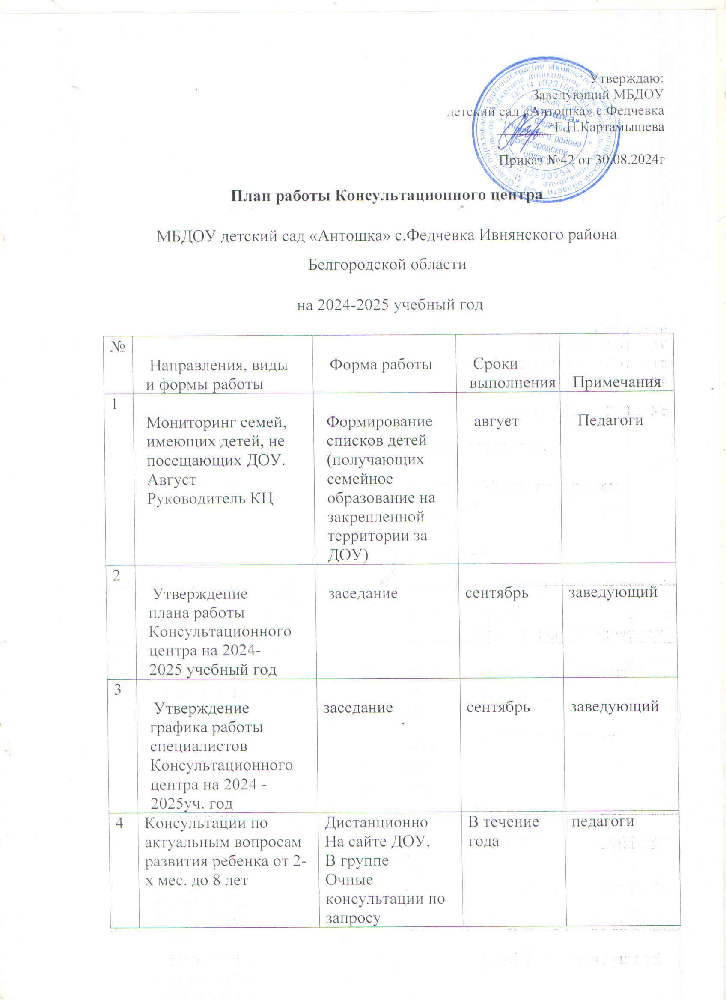 Утверждаю:
Заведующий МБДОУ
детский сад «Антошка» с.Федчевка
Г.Н.Картамышева
Приказ №42 от 30.08.2024г
План работы Консультационного центра
МБДОУ детский сад «Антошка» с.Федчевка Ивнянского района
Белгородской области
на 2024-2025 учебный год
№
Направления, виды
и формы работы
Форма работы
Сроки
выполнения
Примечания
1
Мониторинг семей,
имеющих детей, не
посещающих ДОУ.
Август
Руководитель КЦ
Формирование
списков детей
(получающих
семейное
образование на
закрепленной
территории за
ДОУ)
август
Педагоги
2
Утверждение
плана работы
Консультационного
центра на 2024-
2025 учебный год
заседание
сентябрь
заведующий
3
Утверждение
графика работы
специалистов
Консультационного
центра на 2024 -
2025уч. год
заседание
сентябрь
заведующий
4
Консультации по
актуальным вопросам
развития ребенка от 2-
х мес. до 8 лет
Дистанционно
На сайте ДОУ,
В группе
Очные
консультации по
запросу
В течение
года
педагоги